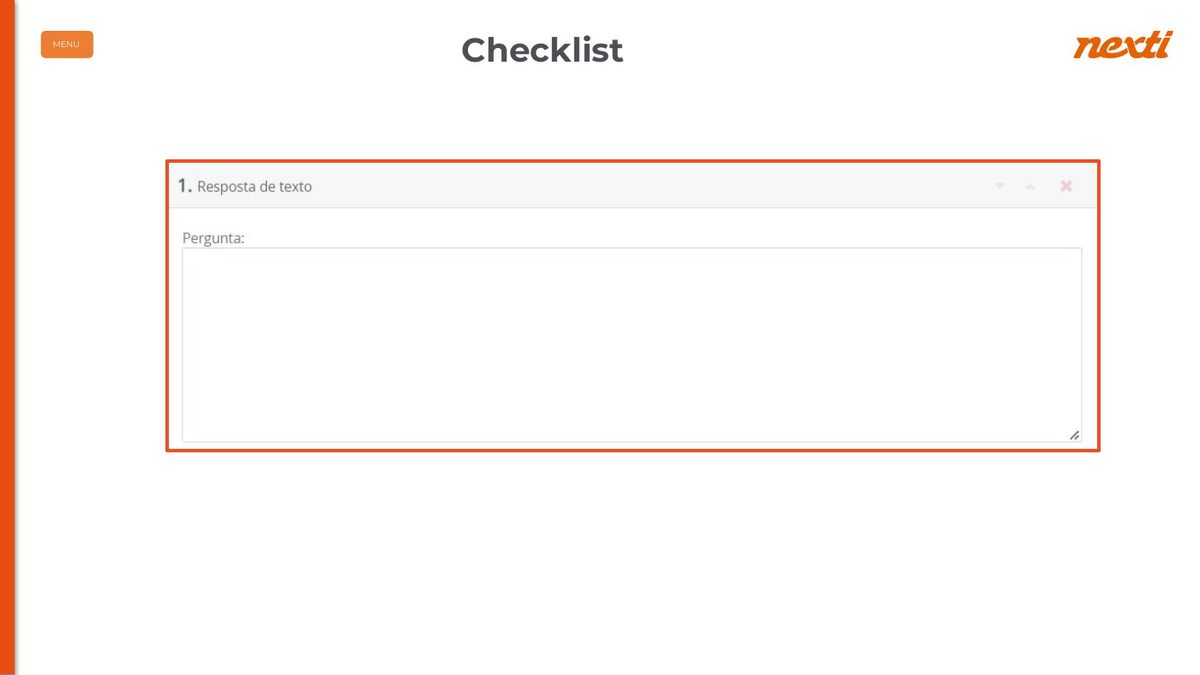 MENU
Checklist
nexti
1. Resposta de texto
Pergunta: